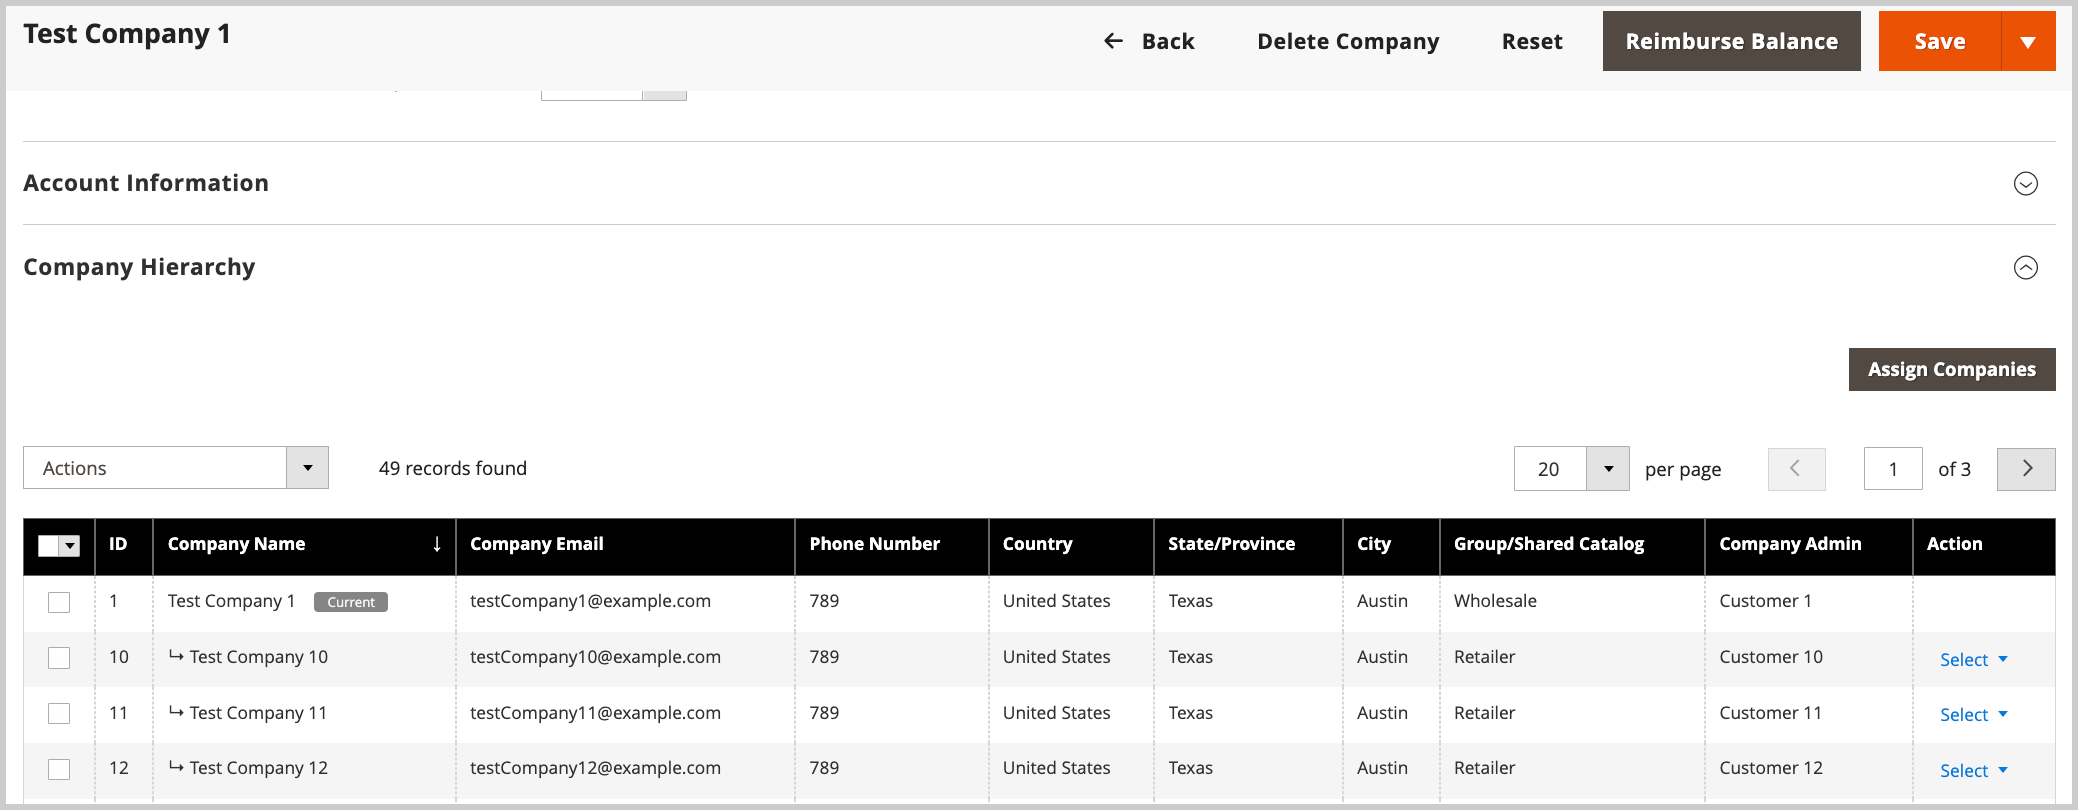 Test Company 1
← Back Delete Company Reset Reimburse Balance Save
Account Information
Company Hierarchy
Assign Companies
Actions 49 records found 20 per page 1 of 3
ID Company Name ↓ Company Email Phone Number Country State/Province City Group/Shared Catalog Company Admin Action
1 Test Company 1 Current testCompany1@example.com 789 United States Texas Austin Wholesale Customer 1
10 Test Company 10 testCompany10@example.com 789 United States Texas Austin Retailer Customer 10 Select
11 Test Company 11 testCompany11@example.com 789 United States Texas Austin Retailer Customer 11 Select
12 Test Company 12 testCompany12@example.com 789 United States Texas Austin Retailer Customer 12 Select